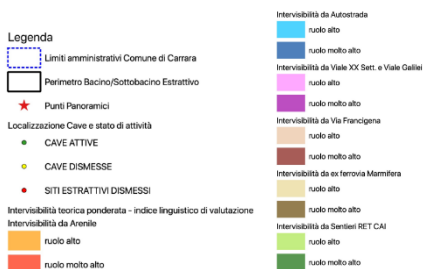 Legenda
Limiti amministrativi Comune di Carrara
Perimetro Bacino/Sottobacino Estrattivo
Punti Panoramici
Localizzazione Cave e stato di attività
CAVE ATTIVE
CAVE DISMESSE
SITI ESTRATTIVI DISMESSI
Intervisibilità teorica ponderata - indice linguistico di valutazione
Intervisibilità da Arenile
ruolo alto
ruolo molto alto
Intervisibilità da Autostrada
ruolo alto
ruolo molto alto
Intervisibilità da Viale XX Sett. e Viale Galilei
ruolo alto
ruolo molto alto
Intervisibilità da Via Francigena
ruolo alto
ruolo molto alto
Intervisibilità da ex ferrovia Marmifera
ruolo alto
ruolo molto alto
Intervisibilità da Sentieri RET CAI
ruolo alto
ruolo molto alto